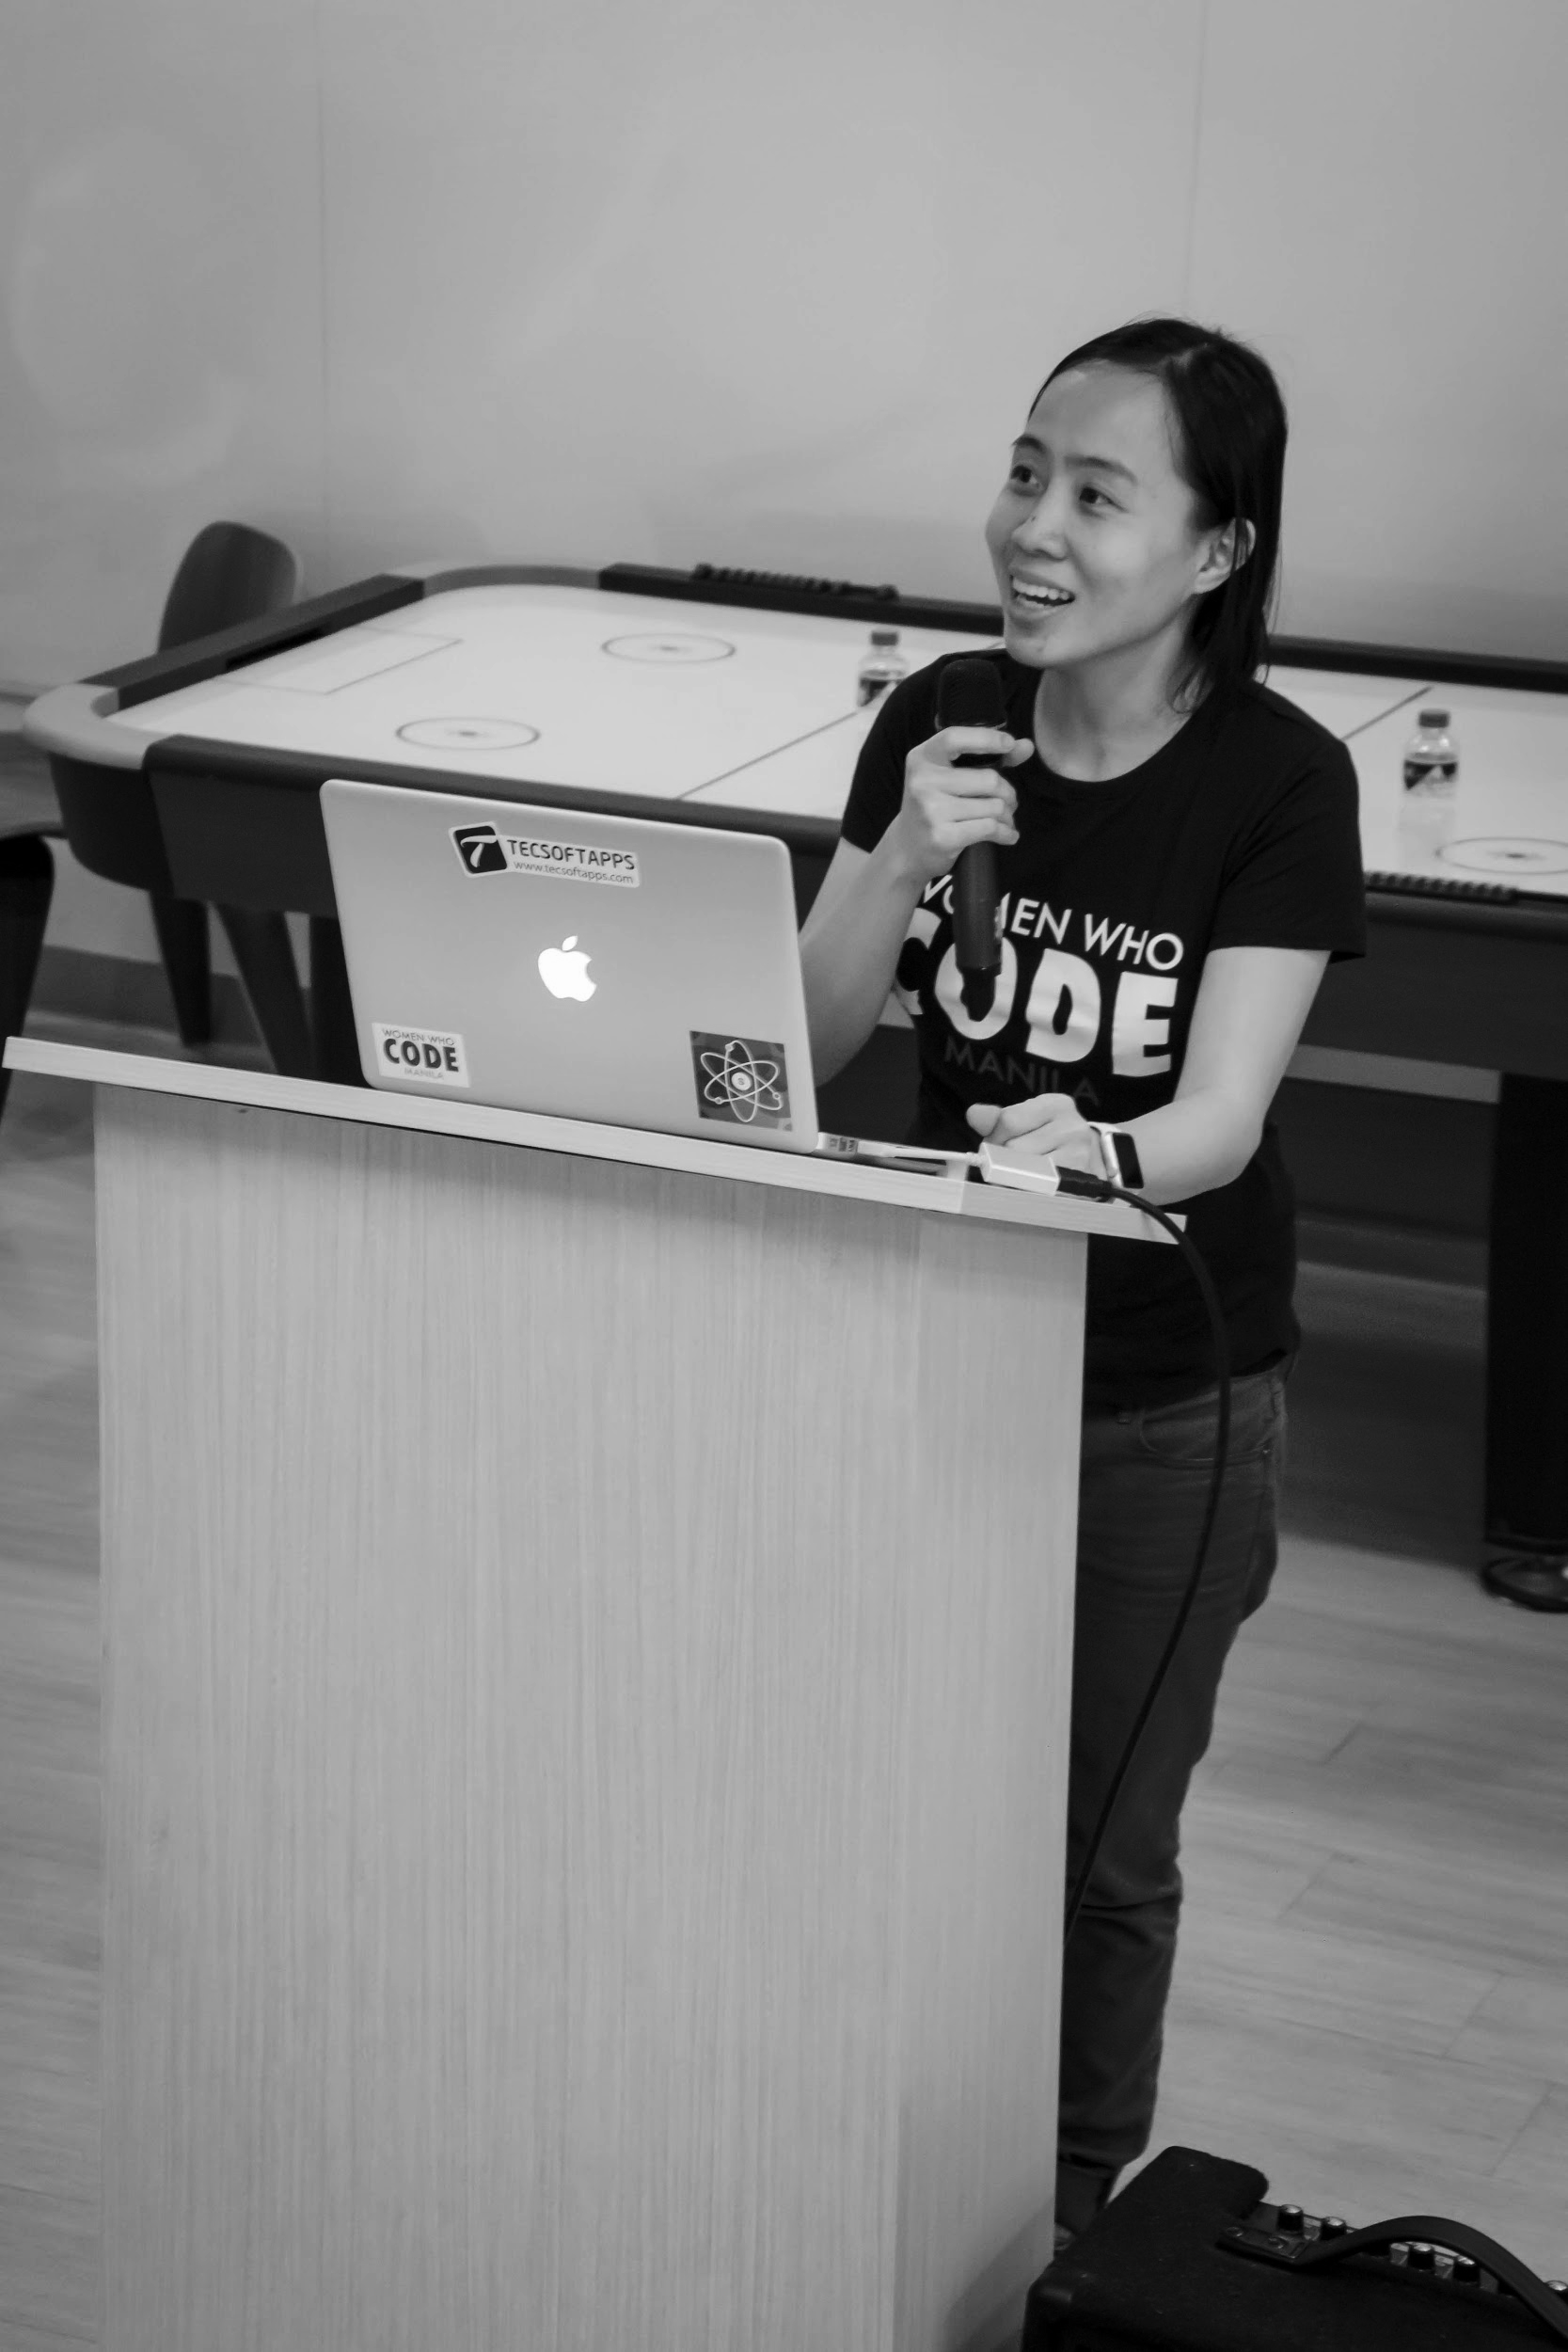 TECSOFTAPPS
www.tecsoftapps.com
WOMEN WHO
CODE
MANILA
WOMEN WHO
CODE
MANILA